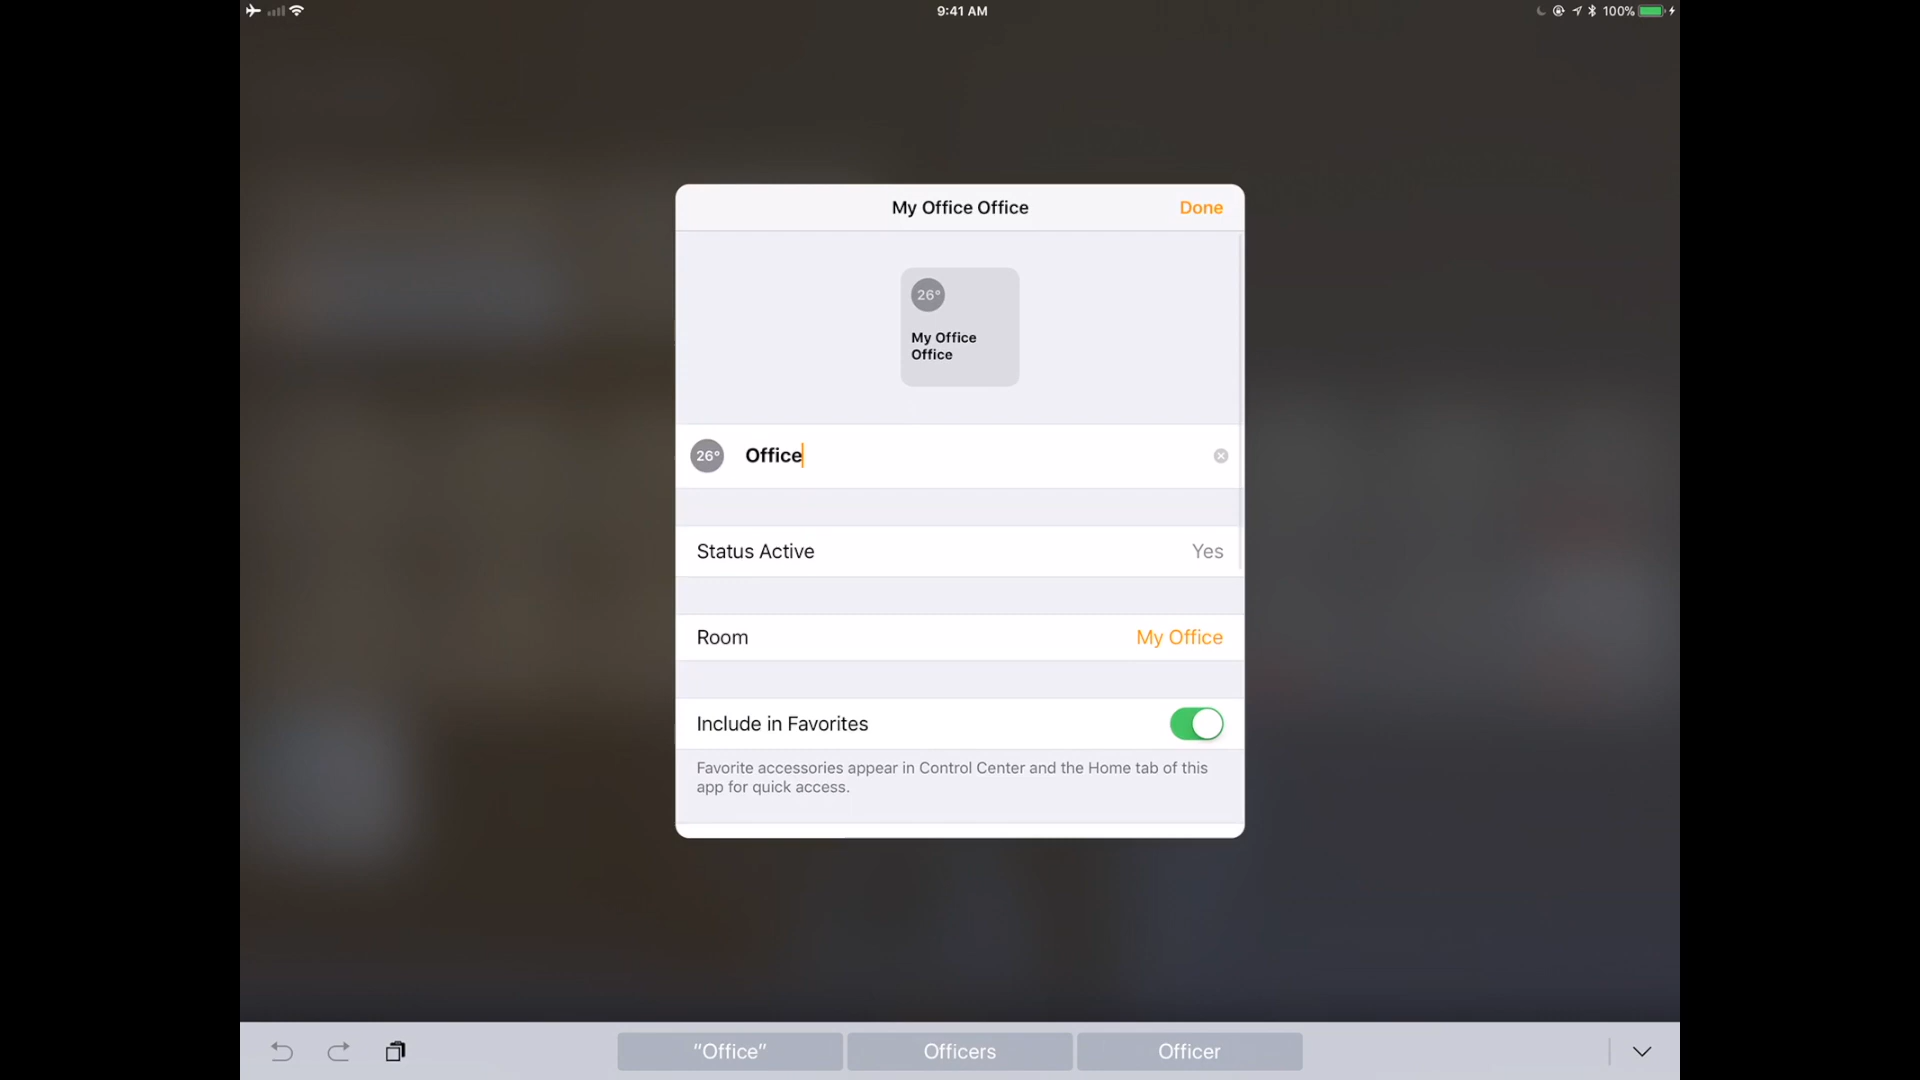 9:41 AM
100%
My Office Office
Done
26°
My Office
Office
26°
Office
Status Active
Yes
Room
My Office
Include in Favorites
Favorite accessories appear in Control Center and the Home tab of this
app for quick access.
"Office"
Officers
Officer